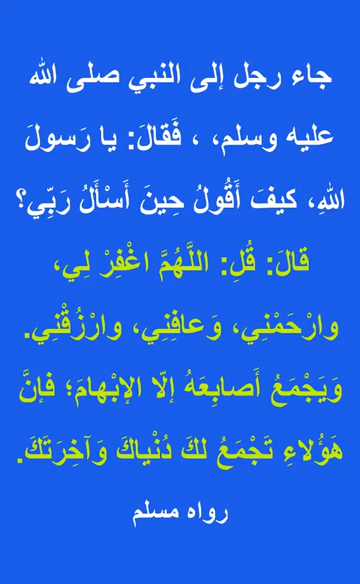 جاء رجل إلى النبي صلى الله
عليه وسلم، ، فَقالَ: يا رَسولَ
اللهِ، كيفَ أَقُولُ حِينَ أَسْأَلُ رَبِّي؟
قالَ: قُلِ: اللَّهُمَّ اغْفِرْ لِي،
وارْحَمْنِي، وَعافِنِي، وارْزُقْنِي.
وَيَجْمَعُ أَصابِعَهُ إلّا الإبْهامَ؛ فإنَّ
هَؤُلاءِ تَجْمَعُ لكَ دُنْياكَ وَآخِرَتَكَ.
رواه مسلم